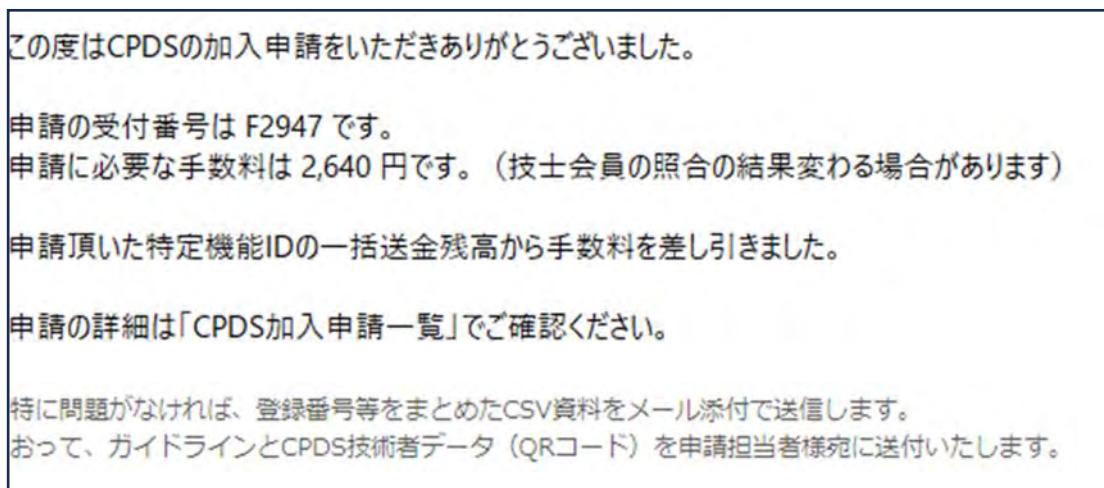 この度はCPDSの加入申請をいただきありがとうございました。
申請の受付番号は F2947 です。
申請に必要な手数料は 2,640 円です。（技士会員の照合の結果変わる場合があります）
申請頂いた特定機能IDの一括送金残高から手数料を差し引きました。
申請の詳細は「CPDS加入申請一覧」でご確認ください。
特に問題がなければ、登録番号等をまとめたCSV資料をメール添付で送信します。
おって、ガイドラインとCPDS技術者データ（QRコード）を申請担当者様宛に送付いたします。